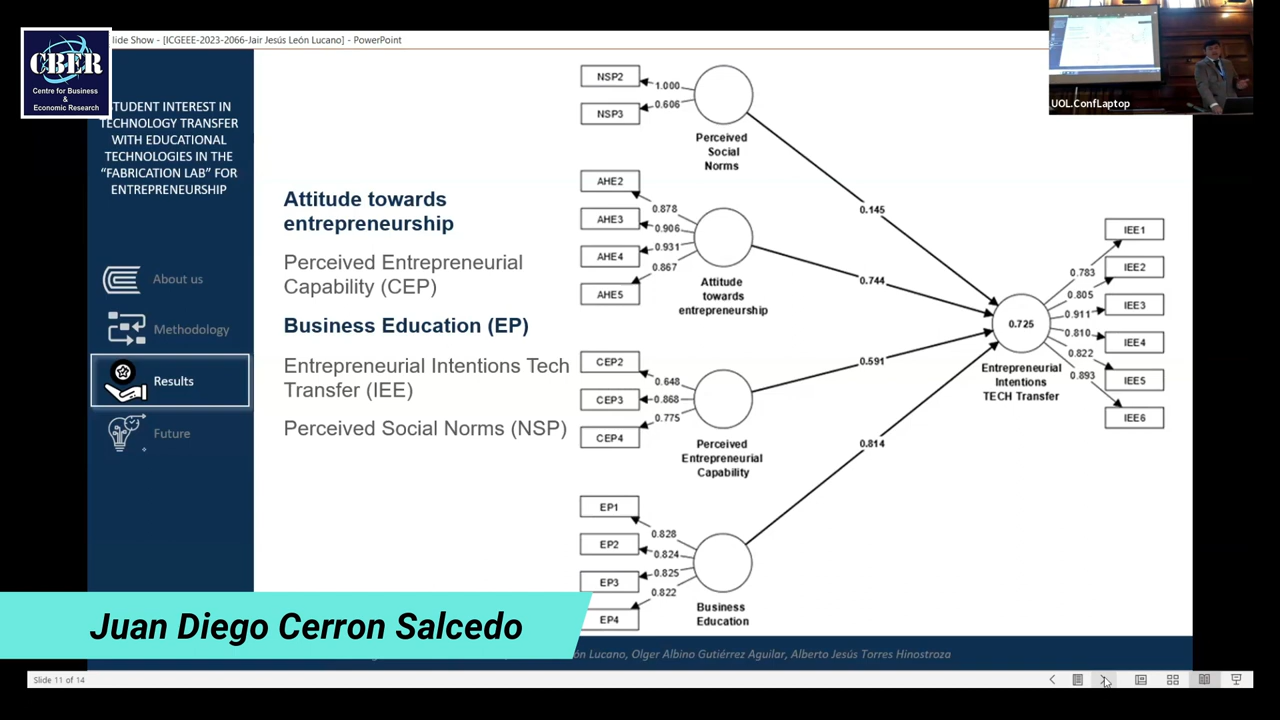 lide Show - [ICGEEE-2023-2066-Jair Jesús León Lucano] - PowerPoint
CBER
Centre for Business
&
Economic Research
TUDENT INTEREST IN
TECHNOLOGY TRANSFER
WITH EDUCATIONAL
TECHNOLOGIES IN THE
“FABRICATION LAB” FOR
ENTREPRENEURSHIP
About us
Methodology
Results
Future
Attitude towards
entrepreneurship
Perceived Entrepreneurial
Capability (CEP)
Business Education (EP)
Entrepreneurial Intentions Tech
Transfer (IEE)
Perceived Social Norms (NSP)
NSP2
1.000
NSP3
0.606
Perceived
Social
Norms
0.145
AHE2
0.878
AHE3
0.906
AHE4
0.931
AHE5
0.867
Attitude
towards
entrepreneurship
0.744
CEP2
0.648
CEP3
0.868
CEP4
0.775
Perceived
Entrepreneurial
Capability
0.591
EP1
0.828
EP2
0.824
EP3
0.825
EP4
0.822
Business
Education
0.814
0.725
Entrepreneurial
Intentions
TECH Transfer
IEE1
0.783
IEE2
0.805
IEE3
0.911
IEE4
0.810
IEE5
0.822
IEE6
0.893
UOL.ConfLaptop
Juan Diego Cerron Salcedo
Lucano, Olger Albino Gutiérrez Aguilar, Alberto Jesús Torres Hinostroza
Slide 11 of 14